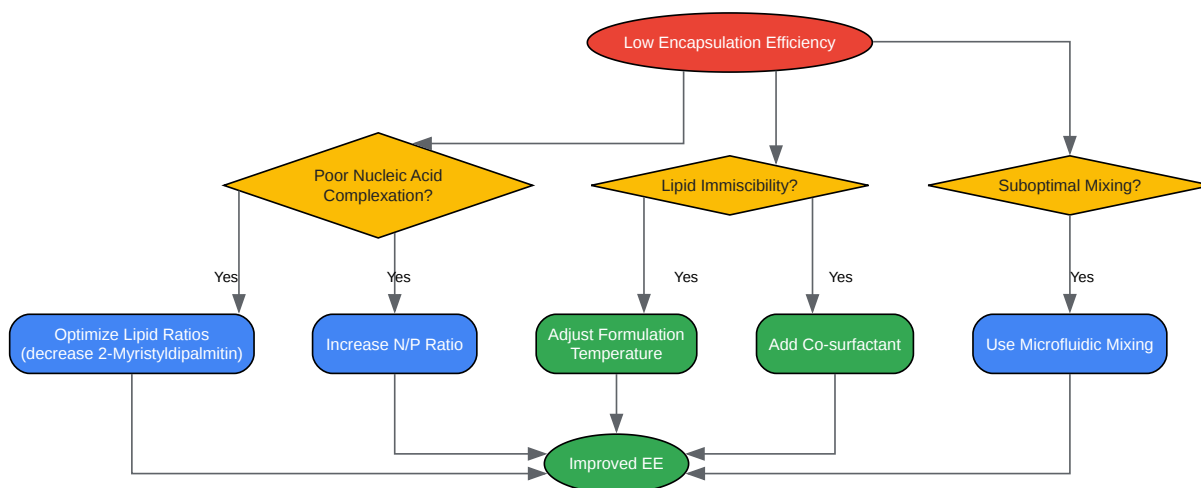 Low Encapsulation Efficiency
Poor Nucleic Acid
Complexation?
Lipid Immiscibility?
Suboptimal Mixing?
Yes
Yes
Yes
Yes
Yes
Optimize Lipid Ratios
(decrease 2-Myristyldipalmitin)
Increase N/P Ratio
Adjust Formulation
Temperature
Add Co-surfactant
Use Microfluidic Mixing
Improved EE